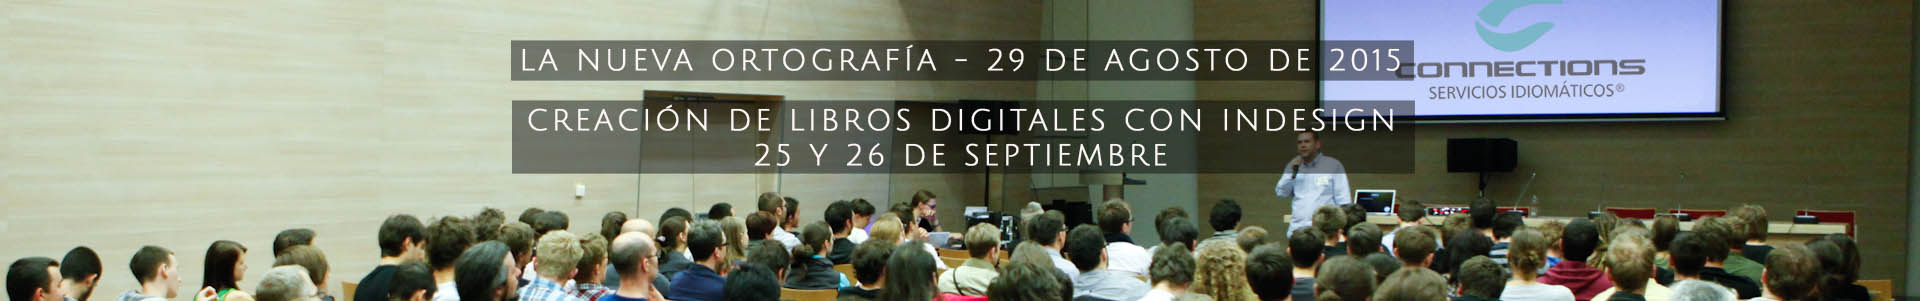 LA NUEVA ORTOGRAFÍA - 29 DE AGOSTO DE 2015
CONNECTIONS
SERVICIOS IDIOMÁTICOS®
CREACIÓN DE LIBROS DIGITALES CON INDESIGN
25 Y 26 DE SEPTIEMBRE